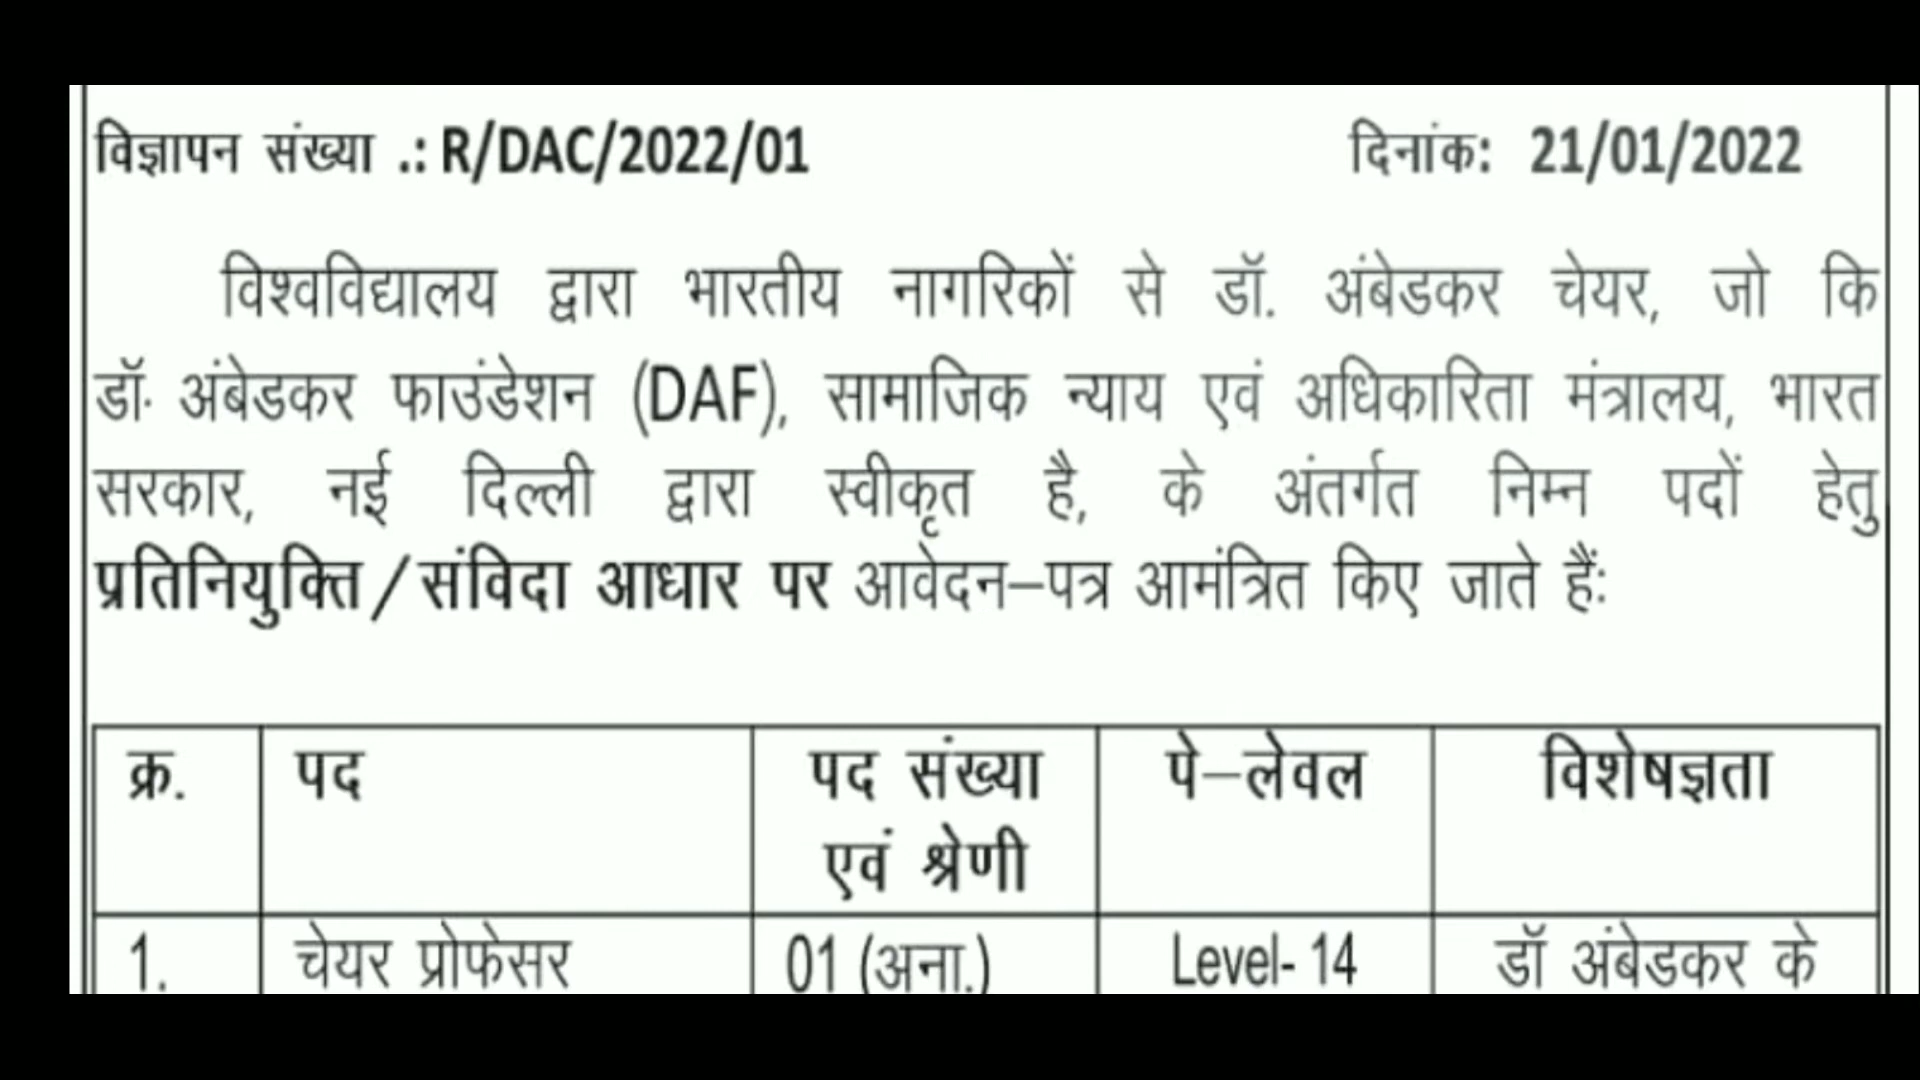 विज्ञापन संख्या .: R/DAC/2022/01 दिनांक: 21/01/2022
विश्वविद्यालय द्वारा भारतीय नागरिकों से डॉ. अंबेडकर चेयर, जो कि
डॉ. अंबेडकर फाउंडेशन (DAF), सामाजिक न्याय एवं अधिकारिता मंत्रालय, भारत
सरकार, नई दिल्ली द्वारा स्वीकृत है, के अंतर्गत निम्न पदों हेतु
प्रतिनियुक्ति/संविदा आधार पर आवेदन–पत्र आमंत्रित किए जाते हैंः
क्र. पद पद संख्या पे–लेवल विशेषज्ञता
एवं श्रेणी
1. चेयर प्रोफेसर 01 (अना.) Level- 14 डॉ अंबेडकर के